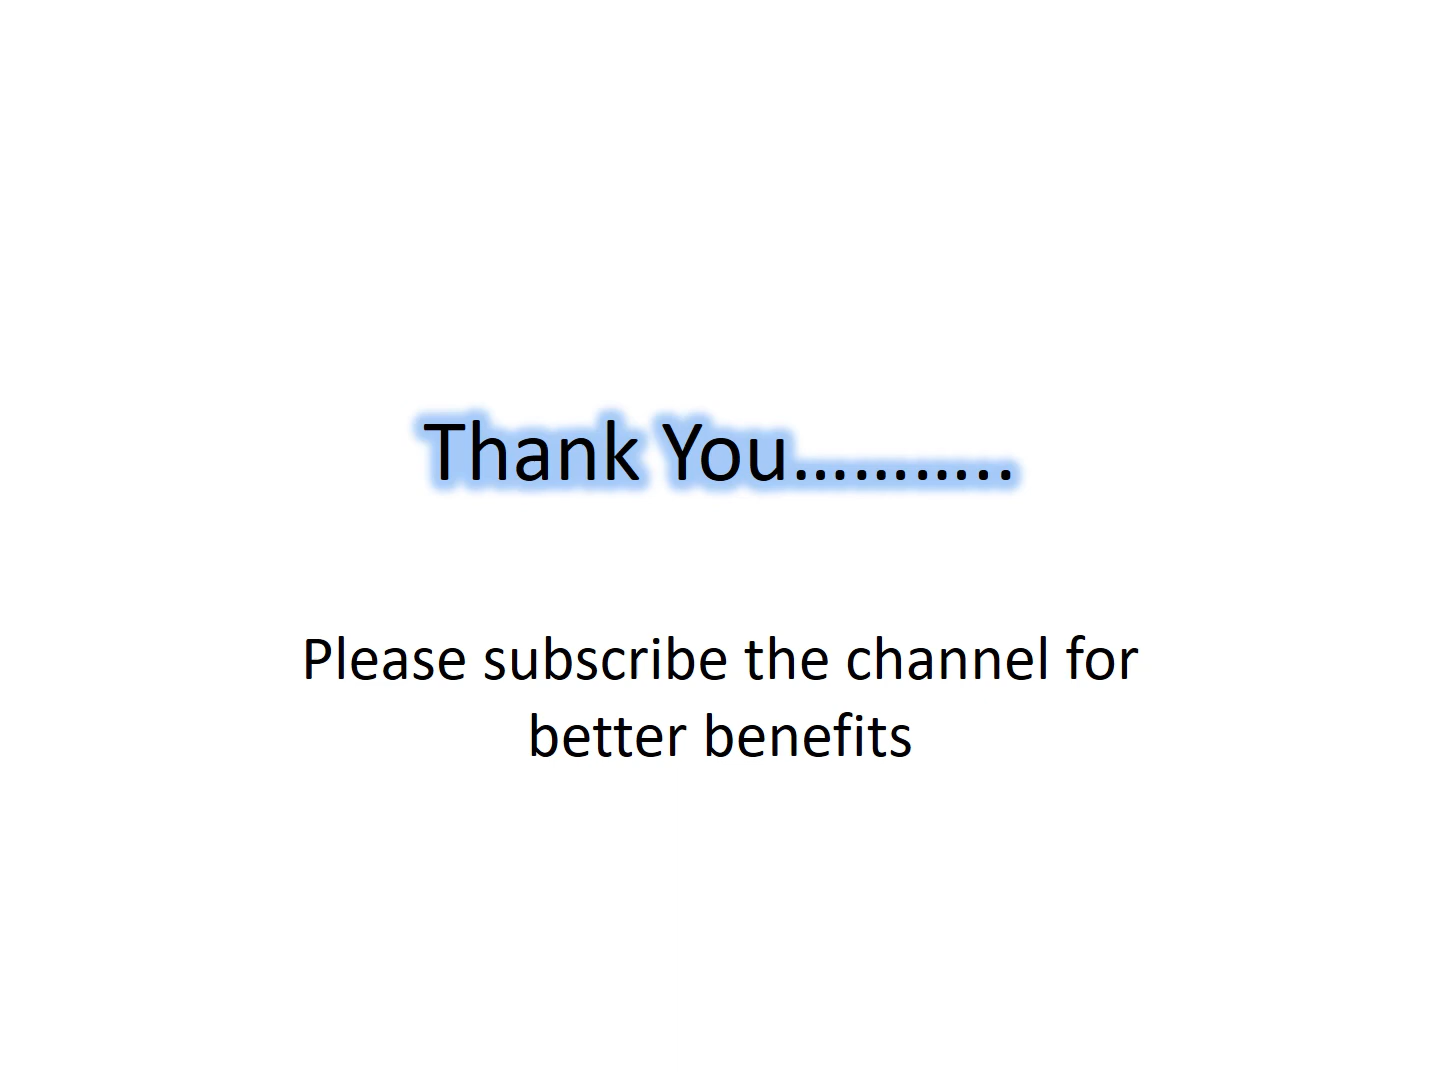 Thank You………..
Please subscribe the channel for
better benefits